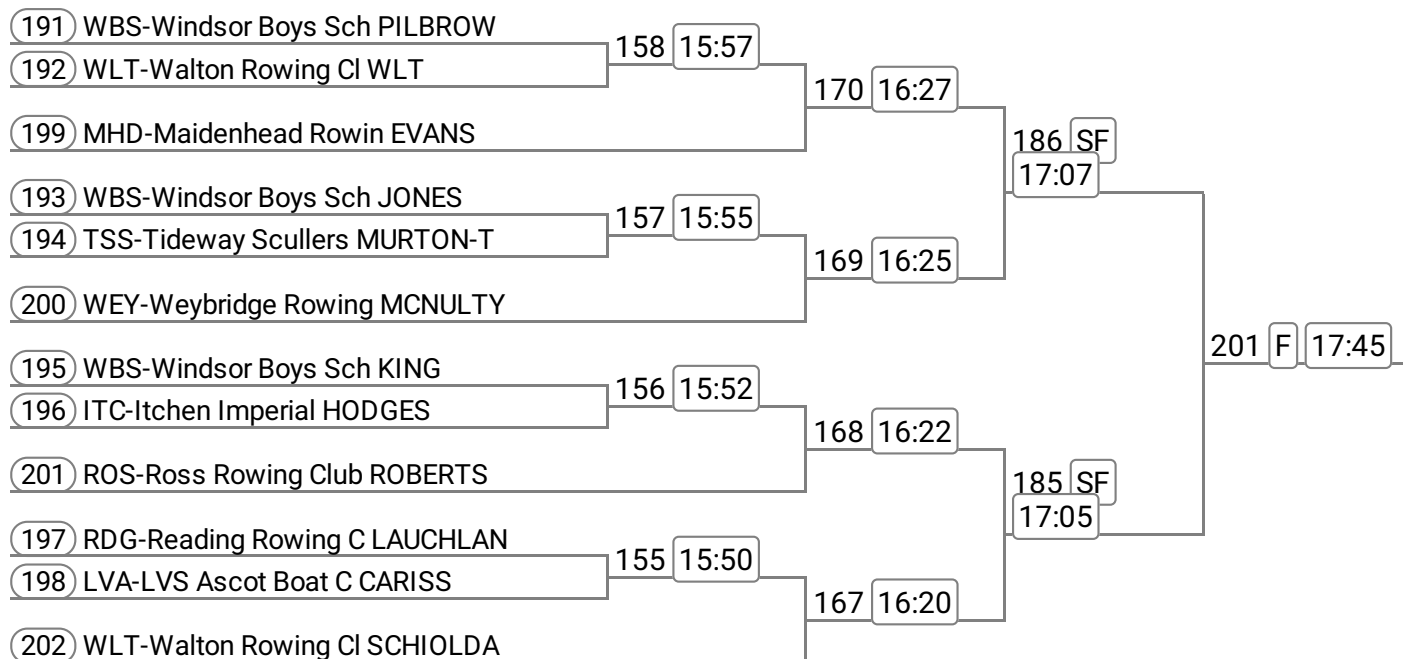 191 WBS-Windsor Boys Sch PILBROW
158 15:57
192 WLT-Walton Rowing Cl WLT
170 16:27
199 MHD-Maidenhead Rowin EVANS
186 SF
17:07
193 WBS-Windsor Boys Sch JONES
157 15:55
194 TSS-Tideway Scullers MURTON-T
169 16:25
200 WEY-Weybridge Rowing MCNULTY
201 F 17:45
195 WBS-Windsor Boys Sch KING
156 15:52
196 ITC-Itchen Imperial HODGES
168 16:22
201 ROS-Ross Rowing Club ROBERTS
185 SF
17:05
197 RDG-Reading Rowing C LAUCHLAN
155 15:50
198 LVA-LVS Ascot Boat C CARISS
167 16:20
202 WLT-Walton Rowing Cl SCHIOLDA